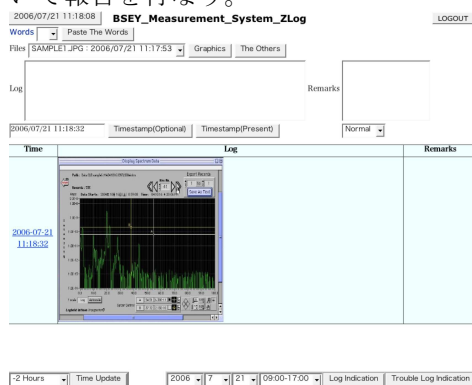 いて報告を行なう。
2006/07/21 11:18:08 BSEY_Measurement_System_ZLog LOGOUT
Words Paste The Words
Files SAMPLE1.JPG : 2006/07/21 11:17:53 Graphics The Others
Log Remarks
2006/07/21 11:18:32 Timestamp(Optional) Timestamp(Present) Normal
Time Log Remarks
Display Spectrum Data
2006-07-21
11:18:32
-2 Hours Time Update 2006 7 21 09:00-17:00 Log Indication Trouble Log Indication